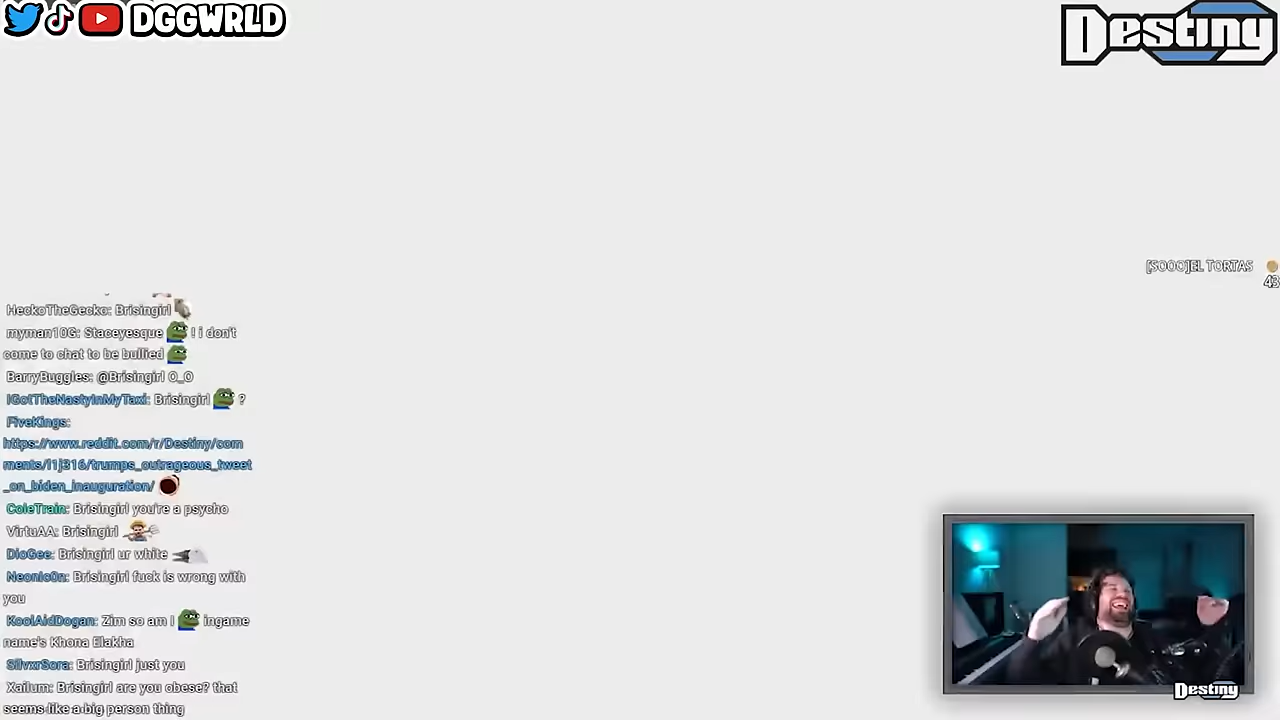 DGGWRLD
Destiny
[SOOC]EL TORTAS
43
HeckoTheGecko: Brisingirl
myman10G: Staceyesque ! i don't
come to chat to be bullied
BarryBuggles: @Brisingirl O_O
IGotTheNastyInMyTaxi: Brisingirl ?
FiveKings:
https://www.reddit.com/r/Destiny/com
ments/l1j316/trumps_outrageous_tweet
_on_biden_inauguration/
ColeTrain: Brisingirl you're a psycho
VirtuAA: Brisingirl
DioGee: Brisingirl ur white
Neonic0n: Brisingirl fuck is wrong with
you
KoolAidDogan: Zim so am I ingame
name's Khona Elakha
SilvxrSora: Brisingirl just you
Xailum: Brisingirl are you obese? that
seems like a big person thing
Destiny